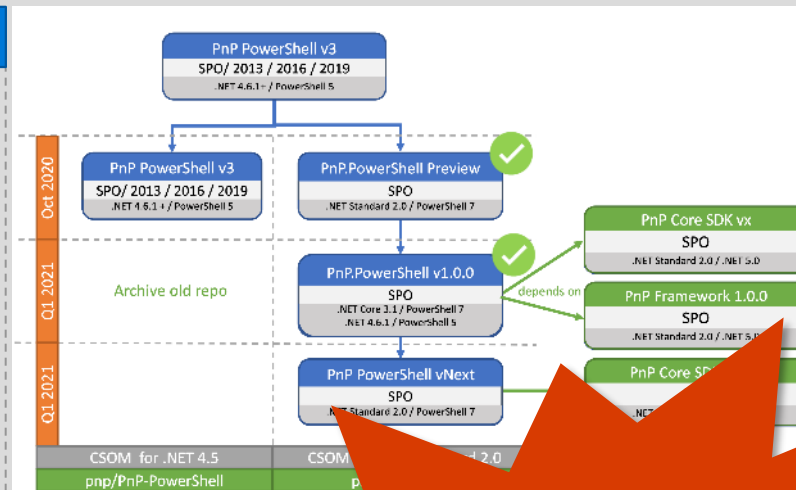 PnP PowerShell v3
SPO/ 2013 / 2016 / 2019
.NET 4.6.1+ / PowerShell 5
Oct 2020
PnP PowerShell v3
SPO/ 2013 / 2016 / 2019
.NET 4.6.1 + / PowerShell 5
PnP.PowerShell Preview
SPO
.NET Standard 2.0 / PowerShell 7
Q1 2021
Archive old repo
PnP.PowerShell v1.0.0
SPO
.NET Core 3.1 / PowerShell 7
.NET 4.6.1 / PowerShell 5
depends on
PnP Core SDK vx
SPO
.NET Standard 2.0 / .NET 5.0
PnP Framework 1.0.0
SPO
.NET Standard 2.0 / .NET 5.0
Q1 2021
PnP PowerShell vNext
SPO
.NET Standard 2.0 / PowerShell 7
PnP Core
CSOM for .NET 4.5
CSOM
2.0
pnp/PnP-PowerShell